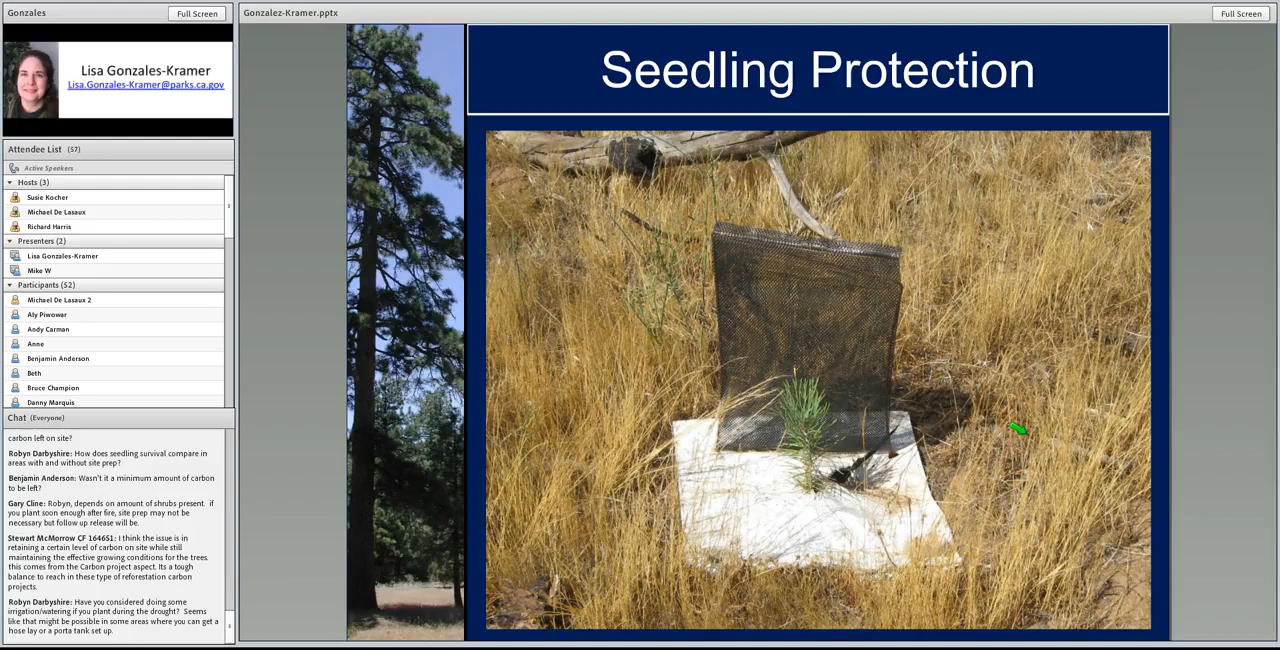 Gonzales
Full Screen
Lisa Gonzales-Kramer
Lisa.Gonzales-Kramer@parks.ca.gov
Attendee List (57)
Active Speakers
Hosts (3)
Susie Kocher
Michael De Lasaux
Richard Harris
Presenters (2)
Lisa Gonzales-Kramer
Mike W
Participants (52)
Michael De Lasaux 2
Aly Piwowar
Andy Carman
Anne
Benjamin Anderson
Beth
Bruce Champion
Danny Marquis
Chat (Everyone)
carbon left on site?
Robyn Darbyshire: How does seedling survival compare in
areas with and without site prep?
Benjamin Anderson: Wasn't it a minimum amount of carbon
to be left?
Gary Cline: Robyn, depends on amount of shrubs present.  if
you plant soon enough after fire, site prep may not be
necessary but follow up release will be.
Stewart McMorrow CF 164651: I think the issue is in
retaining a certain level of carbon on site while still
maintaining the effective growing conditions for the trees.
this comes from the Carbon project aspect. Its a tough
balance to reach in these type of reforestation carbon
projects.
Robyn Darbyshire: Have you considered doing some
irrigation/watering if you plant during the drought?  Seems
like that might be possible in some areas where you can get a
hose lay or a porta tank set up.
Gonzalez-Kramer.pptx
Full Screen
Seedling Protection